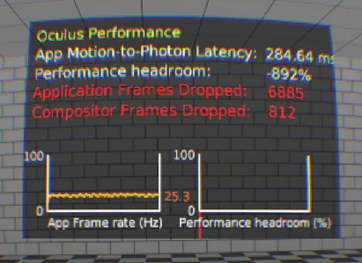 Oculus Performance
App Motion-to-Photon Latency: 284.64 ms
Performance headroom: -892%
Application Frames Dropped: 6885
Compositor Frames Dropped: 812
100
100
25.3
0
0
App Frame rate (Hz)
Performance headroom (%)